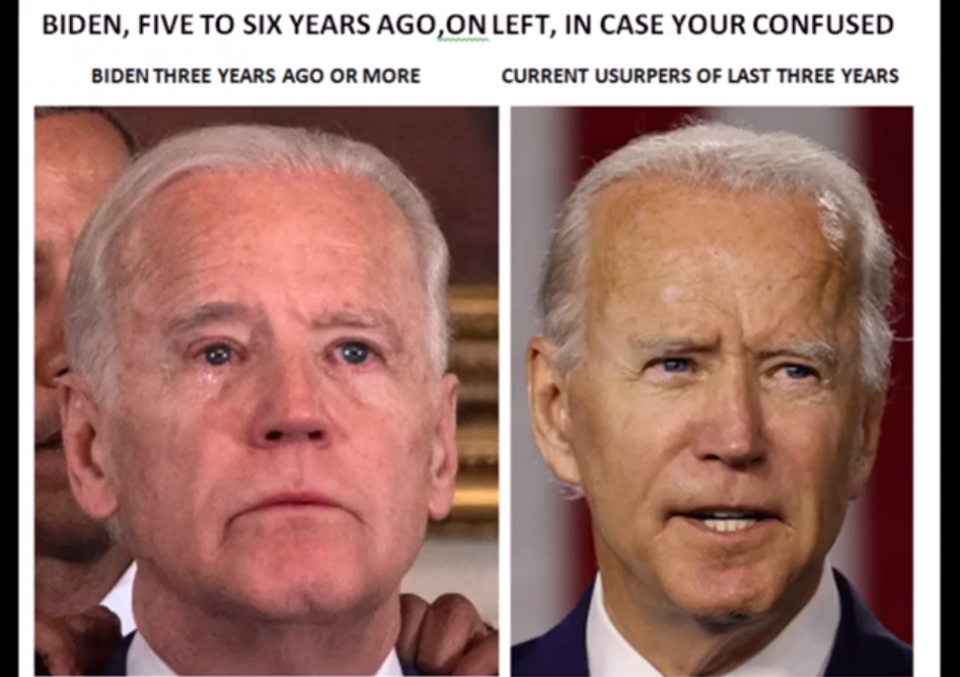 BIDEN, FIVE TO SIX YEARS AGO,ON LEFT, IN CASE YOUR CONFUSED
BIDEN THREE YEARS AGO OR MORE
CURRENT USURPERS OF LAST THREE YEARS